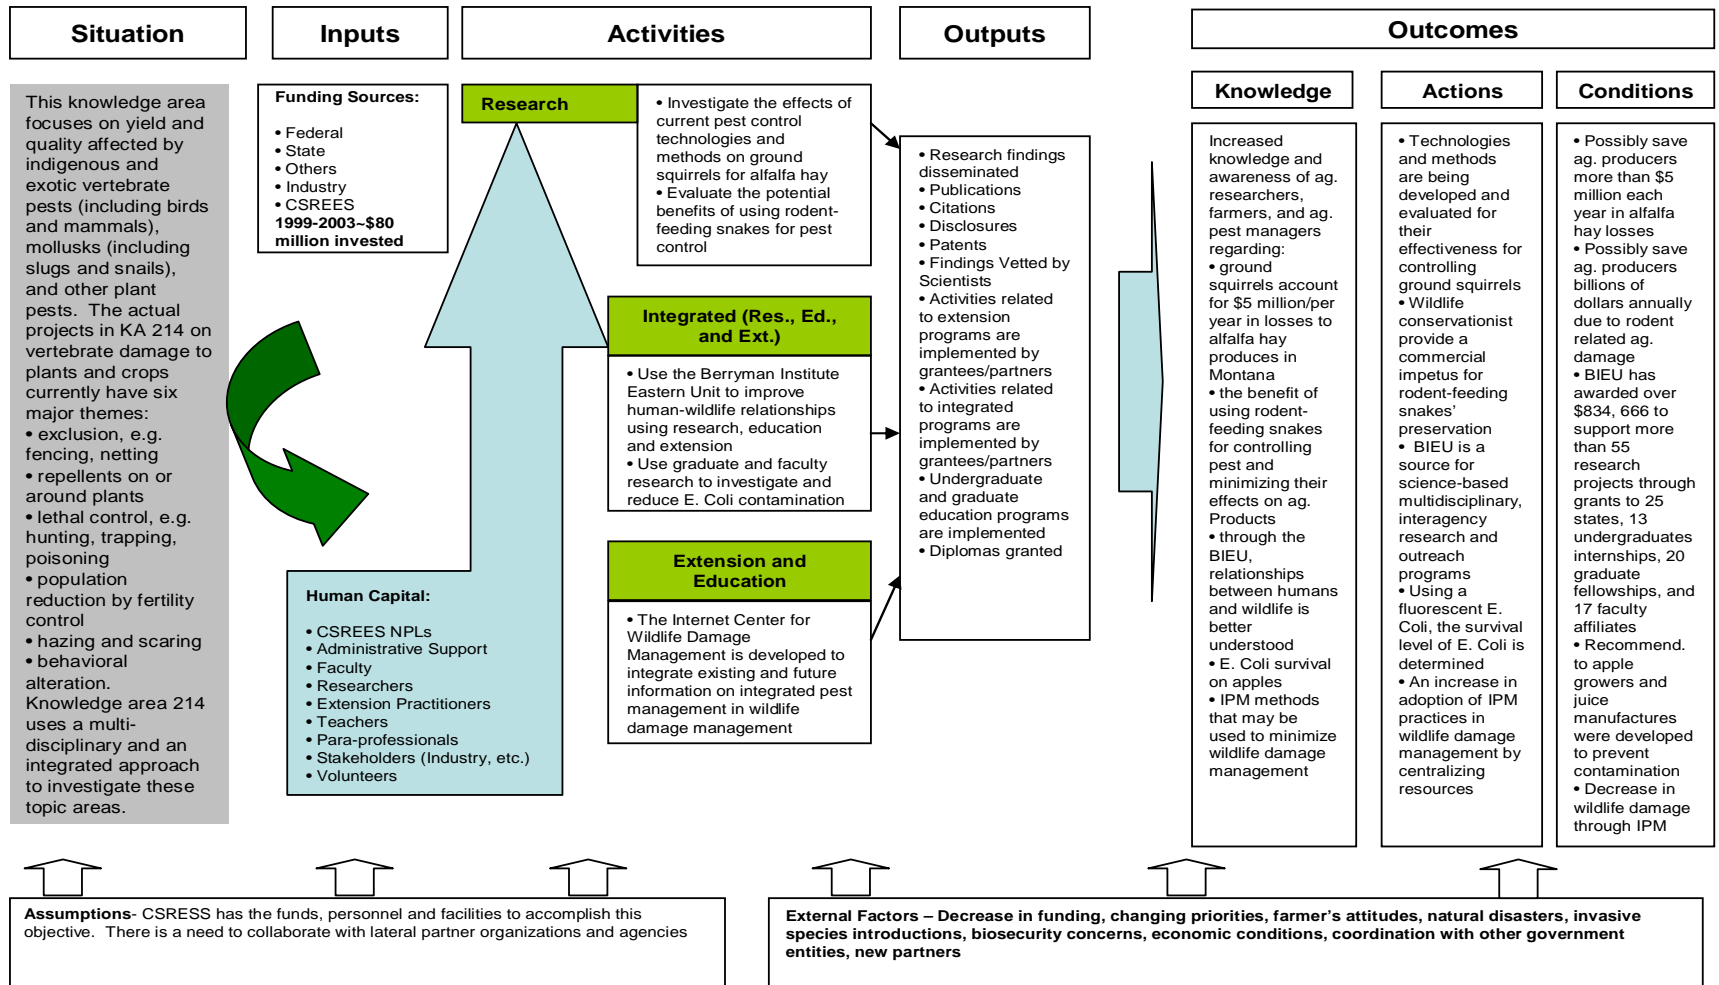 Situation
Inputs
Activities
Outputs
Outcomes
This knowledge area
focuses on yield and
quality affected by
indigenous and
exotic vertebrate
pests (including birds
and mammals),
mollusks (including
slugs and snails),
and other plant
pests. The actual
projects in KA 214 on
vertebrate damage to
plants and crops
currently have six
major themes:
• exclusion, e.g.
fencing, netting
• repellents on or
around plants
• lethal control, e.g.
hunting, trapping,
poisoning
• population
reduction by fertility
control
• hazing and scaring
• behavioral
alteration.
Knowledge area 214
uses a multi-
disciplinary and an
integrated approach
to investigate these
topic areas.
Funding Sources:
• Federal
• State
• Others
• Industry
• CSREES
1999-2003~$80
million invested
Human Capital:
• CSREES NPLs
• Administrative Support
• Faculty
• Researchers
• Extension Practitioners
• Teachers
• Para-professionals
• Stakeholders (Industry, etc.)
• Volunteers
Research
• Investigate the effects of
current pest control
technologies and
methods on ground
squirrels for alfalfa hay
• Evaluate the potential
benefits of using rodent-
feeding snakes for pest
control
Integrated (Res., Ed.,
and Ext.)
• Use the Berryman Institute
Eastern Unit to improve
human-wildlife relationships
using research, education
and extension
• Use graduate and faculty
research to investigate and
reduce E. Coli contamination
Extension and
Education
• The Internet Center for
Wildlife Damage
Management is developed to
integrate existing and future
information on integrated pest
management in wildlife
damage management
• Research findings
disseminated
• Publications
• Citations
• Disclosures
• Patents
• Findings Vetted by
Scientists
• Activities related
to extension
programs are
implemented by
grantees/partners
• Activities related
to integrated
programs are
implemented by
grantees/partners
• Undergraduate
and graduate
education programs
are implemented
• Diplomas granted
Knowledge
Increased
knowledge and
awareness of ag.
researchers,
farmers, and ag.
pest managers
regarding:
• ground
squirrels account
for $5 million/per
year in losses to
alfalfa hay
produces in
Montana
• the benefit of
using rodent-
feeding snakes
for controlling
pest and
minimizing their
effects on ag.
Products
• through the
BIEU,
relationships
between humans
and wildlife is
better
understood
• E. Coli survival
on apples
• IPM methods
that may be
used to minimize
wildlife damage
management
Actions
• Technologies
and methods
are being
developed and
evaluated for
their
effectiveness for
controlling
ground squirrels
• Wildlife
conservationist
provide a
commercial
impetus for
rodent-feeding
snakes'
preservation
• BIEU is a
source for
science-based
multidisciplinary,
interagency
research and
outreach
programs
• Using a
fluorescent E.
Coli, the survival
level of E. Coli is
determined
• An increase in
adoption of IPM
practices in
wildlife damage
management by
centralizing
resources
Conditions
• Possibly save
ag. producers
more than $5
million each
year in alfalfa
hay losses
• Possibly save
ag. producers
billions of
dollars annually
due to rodent
related ag.
damage
• BIEU has
awarded over
$834, 666 to
support more
than 55
research
projects through
grants to 25
states, 13
undergraduates
internships, 20
graduate
fellowships, and
17 faculty
affiliates
• Recommend.
to apple
growers and
juice
manufactures
were developed
to prevent
contamination
• Decrease in
wildlife damage
through IPM
Assumptions- CSRESS has the funds, personnel and facilities to accomplish this
objective. There is a need to collaborate with lateral partner organizations and agencies
External Factors – Decrease in funding, changing priorities, farmer's attitudes, natural disasters, invasive
species introductions, biosecurity concerns, economic conditions, coordination with other government
entities, new partners